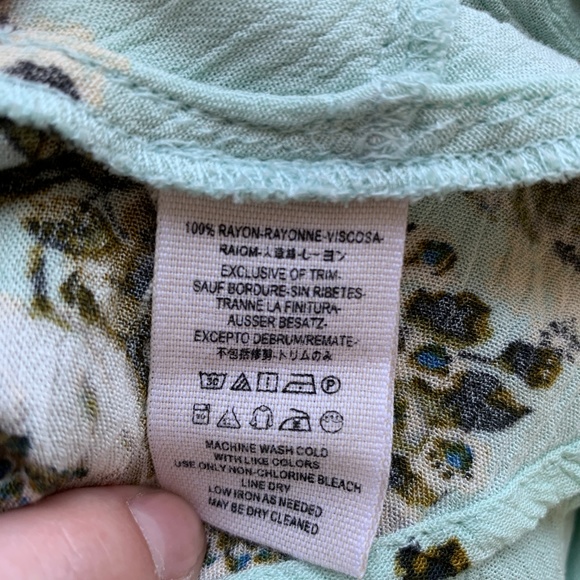 100% RAYON-RAYONNE-VISCOSA-
RAIOM-人造絲-レーヨン
EXCLUSIVE OF TRIM-
SAUF BORDURE-SIN RIBETES-
TRANNE LA FINITURA-
AUSSER BESATZ-
EXCEPTO DEBRUM/REMATE-
不包括修剪-トリムのみ
30 P
MACHINE WASH COLD
WITH LIKE COLORS
USE ONLY NON-CHLORINE BLEACH
LINE DRY
LOW IRON AS NEEDED
MAY BE DRY CLEANED